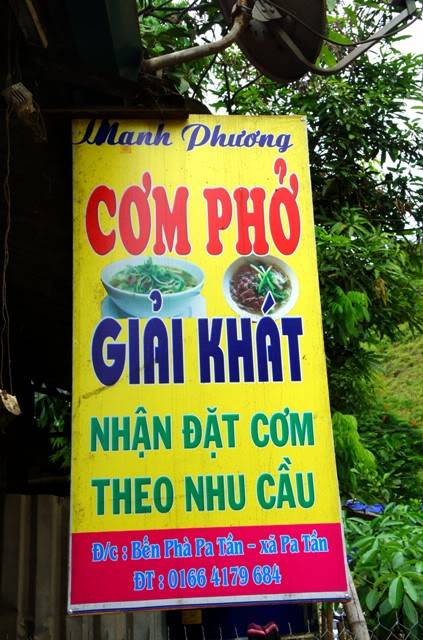 Manh Phương
CƠM PHỞ
GIẢI KHÁT
NHẬN ĐẶT CƠM
THEO NHU CẦU
Đ/c : Bến Phà Pa Tần - xã Pa Tần
ĐT : 0166 4179 684